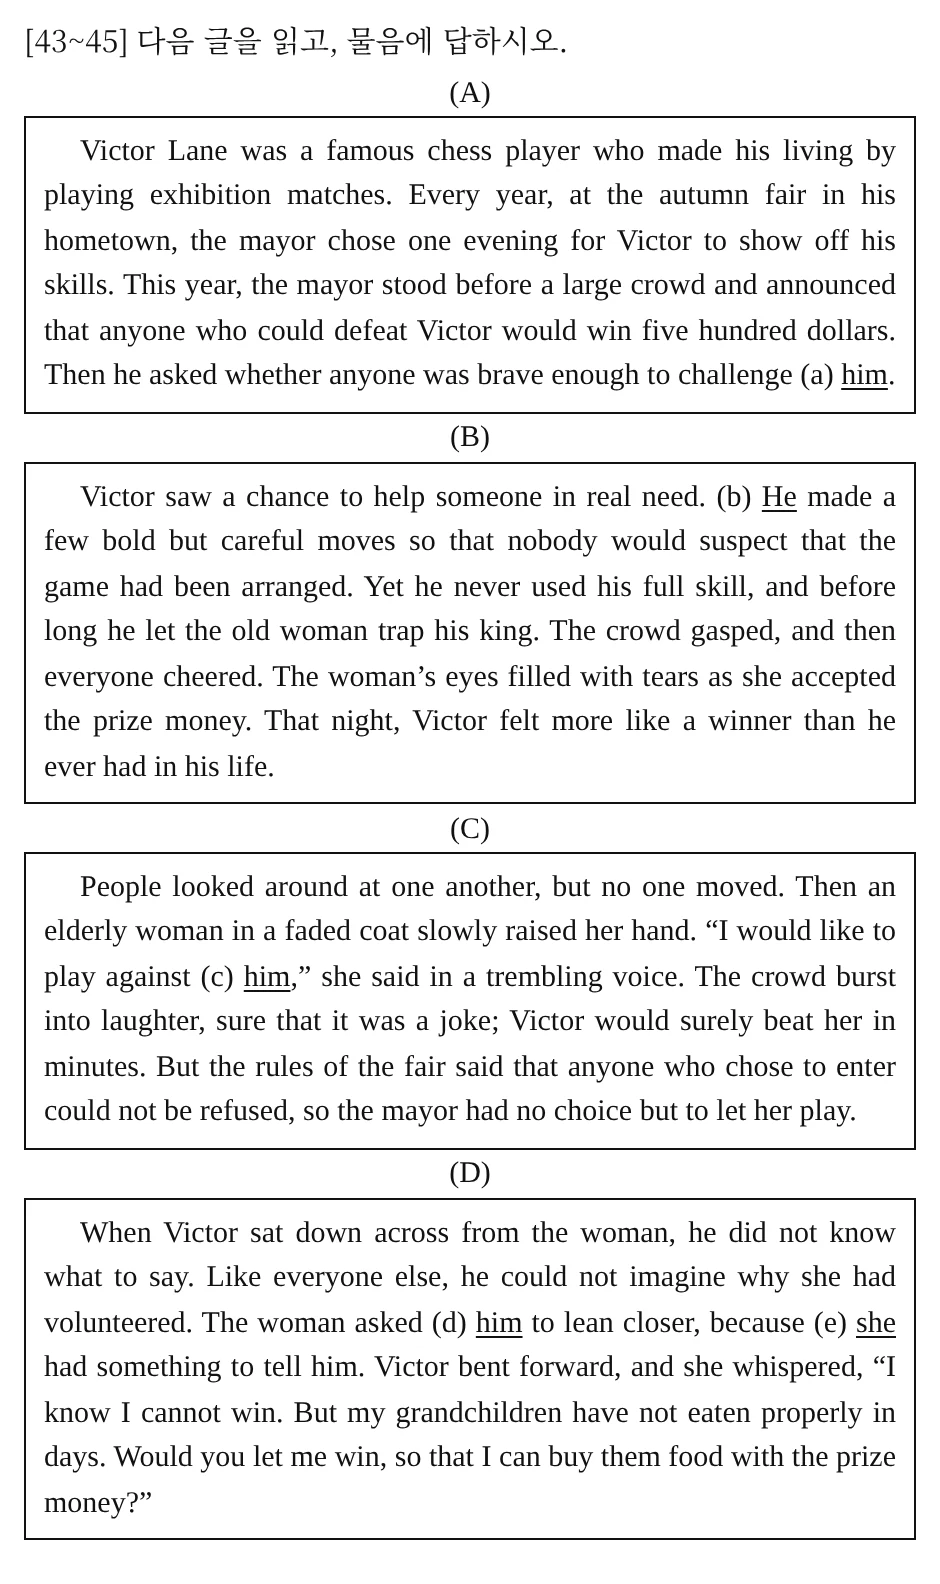 [43~45] 다음 글을 읽고, 물음에 답하시오.
(A)
Victor Lane was a famous chess player who made his living by
playing exhibition matches. Every year, at the autumn fair in his
hometown, the mayor chose one evening for Victor to show off his
skills. This year, the mayor stood before a large crowd and announced
that anyone who could defeat Victor would win five hundred dollars.
Then he asked whether anyone was brave enough to challenge (a) him.
(B)
Victor saw a chance to help someone in real need. (b) He made a
few bold but careful moves so that nobody would suspect that the
game had been arranged. Yet he never used his full skill, and before
long he let the old woman trap his king. The crowd gasped, and then
everyone cheered. The woman’s eyes filled with tears as she accepted
the prize money. That night, Victor felt more like a winner than he
ever had in his life.
(C)
People looked around at one another, but no one moved. Then an
elderly woman in a faded coat slowly raised her hand. “I would like to
play against (c) him,” she said in a trembling voice. The crowd burst
into laughter, sure that it was a joke; Victor would surely beat her in
minutes. But the rules of the fair said that anyone who chose to enter
could not be refused, so the mayor had no choice but to let her play.
(D)
When Victor sat down across from the woman, he did not know
what to say. Like everyone else, he could not imagine why she had
volunteered. The woman asked (d) him to lean closer, because (e) she
had something to tell him. Victor bent forward, and she whispered, “I
know I cannot win. But my grandchildren have not eaten properly in
days. Would you let me win, so that I can buy them food with the prize
money?”